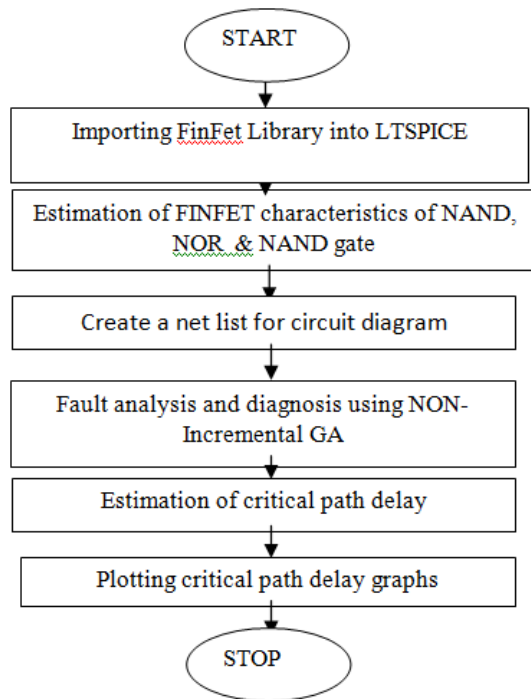 START
Importing FinFet Library into LTSPICE
Estimation of FINFET characteristics of NAND,
NOR & NAND gate
Create a net list for circuit diagram
Fault analysis and diagnosis using NON-
Incremental GA
Estimation of critical path delay
Plotting critical path delay graphs
STOP